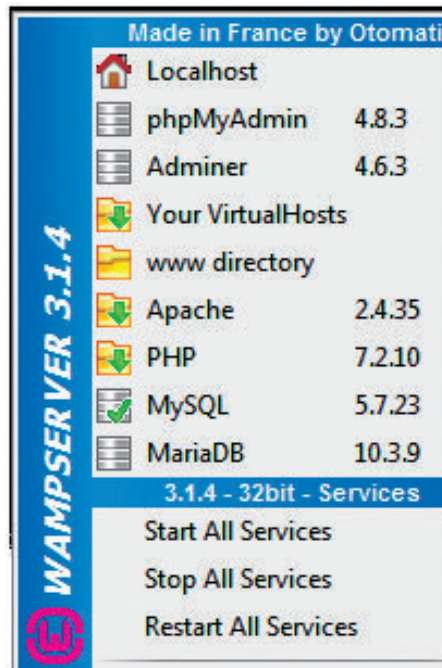 Made in France by Otomati
Localhost
phpMyAdmin 4.8.3
Adminer 4.6.3
Your VirtualHosts
www directory
Apache 2.4.35
PHP 7.2.10
MySQL 5.7.23
MariaDB 10.3.9
3.1.4 - 32bit - Services
Start All Services
Stop All Services
Restart All Services
WAMPSERVER 3.1.4